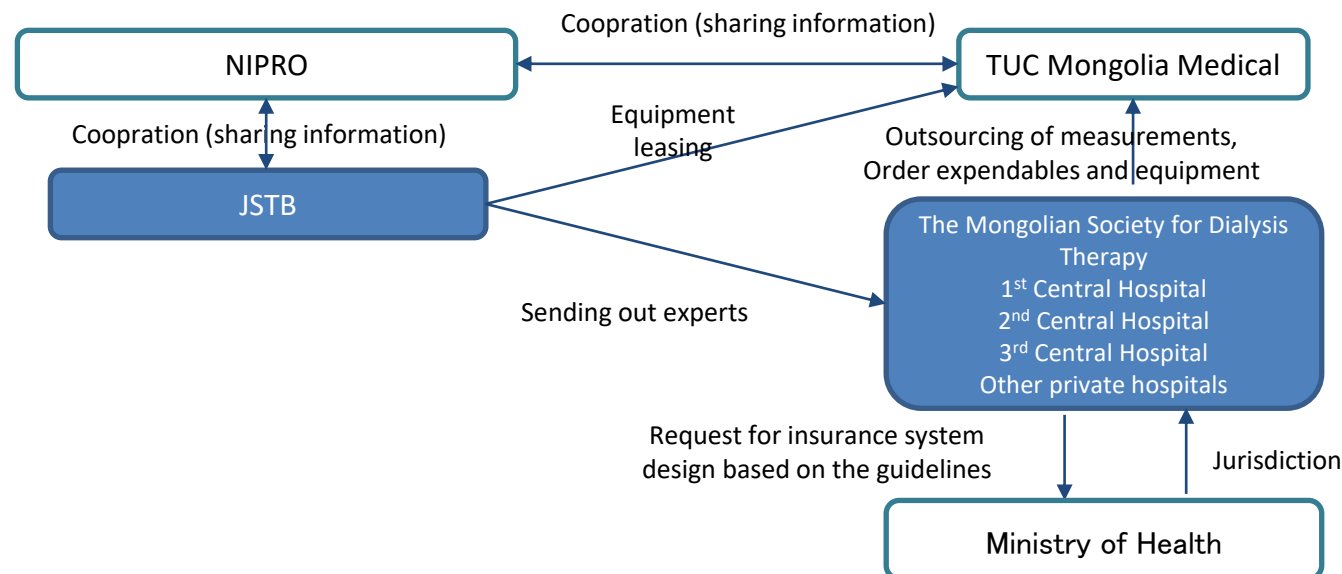 Coopration (sharing information)
NIPRO
TUC Mongolia Medical
Coopration (sharing information)
Equipment
leasing
Outsourcing of measurements,
Order expendables and equipment
JSTB
The Mongolian Society for Dialysis
Therapy
1st Central Hospital
2nd Central Hospital
3rd Central Hospital
Other private hospitals
Sending out experts
Request for insurance system
design based on the guidelines
Jurisdiction
Ministry of Health